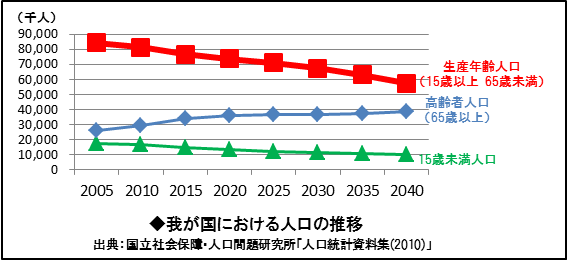 （千人）
90,000
80,000
70,000
60,000
50,000
40,000
30,000
20,000
10,000
0
生産年齢人口
（15歳以上 65歳未満）
高齢者人口
（65歳以上）
15歳未満人口
2005 2010 2015 2020 2025 2030 2035 2040
◆我が国における人口の推移
出典：国立社会保障・人口問題研究所「人口統計資料集(2010)」